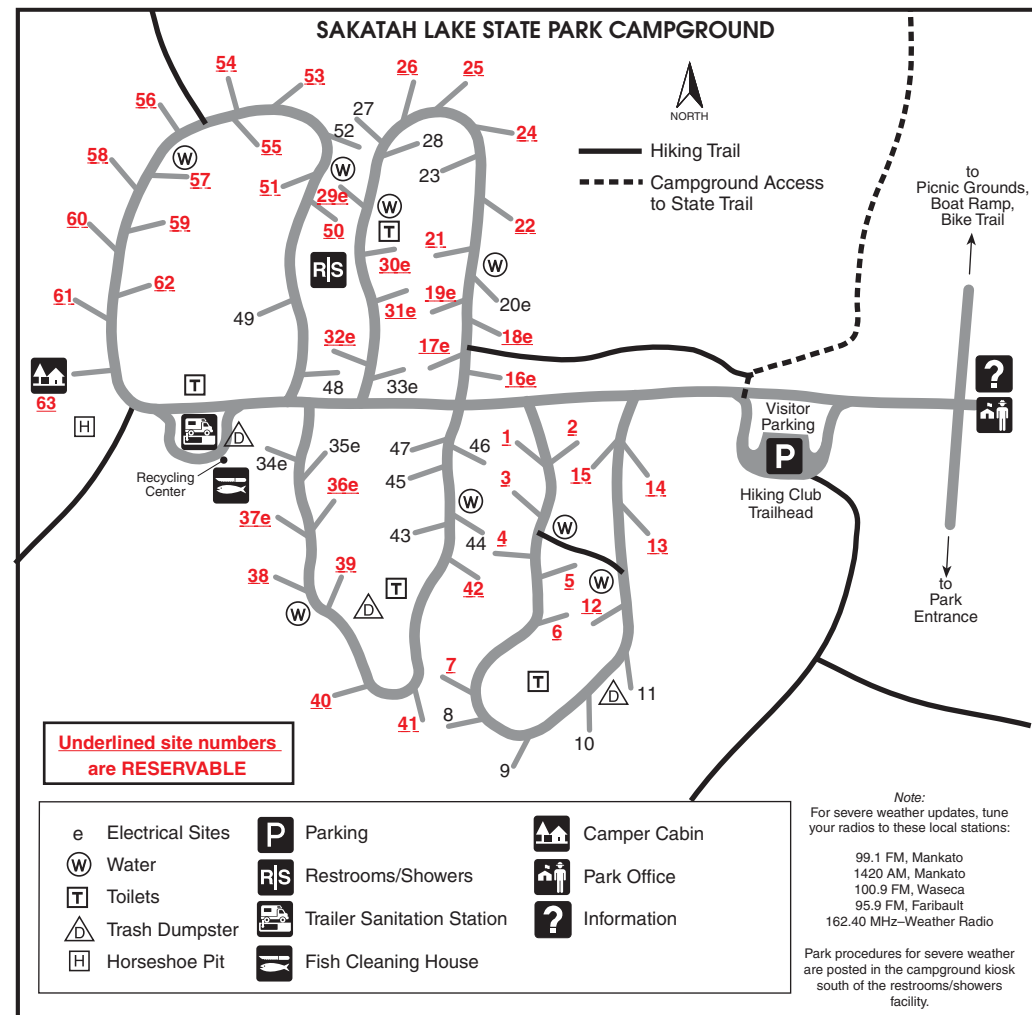 SAKATAH LAKE STATE PARK CAMPGROUND
54
53
26
25
56
27
52
28
24
55
23
58
57
51
29e
W
W
W
T
60
59
50
22
21
30e
R|S
W
62
61
49
31e
19e
20e
32e
17e
18e
63
T
48
33e
16e
H
D
34e
35e
47
46
45
1
2
15
14
Recycling
Center
36e
37e
3
W
43
44
4
W
13
38
39
42
5
W
12
W
D
T
6
40
41
7
T
8
D
11
10
9
NORTH
Hiking Trail
Campground Access
to State Trail
to
Picnic Grounds,
Boat Ramp,
Bike Trail
?
Visitor
Parking
P
Hiking Club
Trailhead
to
Park
Entrance
Underlined site numbers
are RESERVABLE
e Electrical Sites
W Water
T Toilets
D Trash Dumpster
H Horseshoe Pit
P Parking
R|S Restrooms/Showers
Trailer Sanitation Station
Fish Cleaning House
Camper Cabin
Park Office
? Information
Note:
For severe weather updates, tune
your radios to these local stations:
99.1 FM, Mankato
1420 AM, Mankato
100.9 FM, Waseca
95.9 FM, Faribault
162.40 MHz–Weather Radio
Park procedures for severe weather
are posted in the campground kiosk
south of the restrooms/showers
facility.